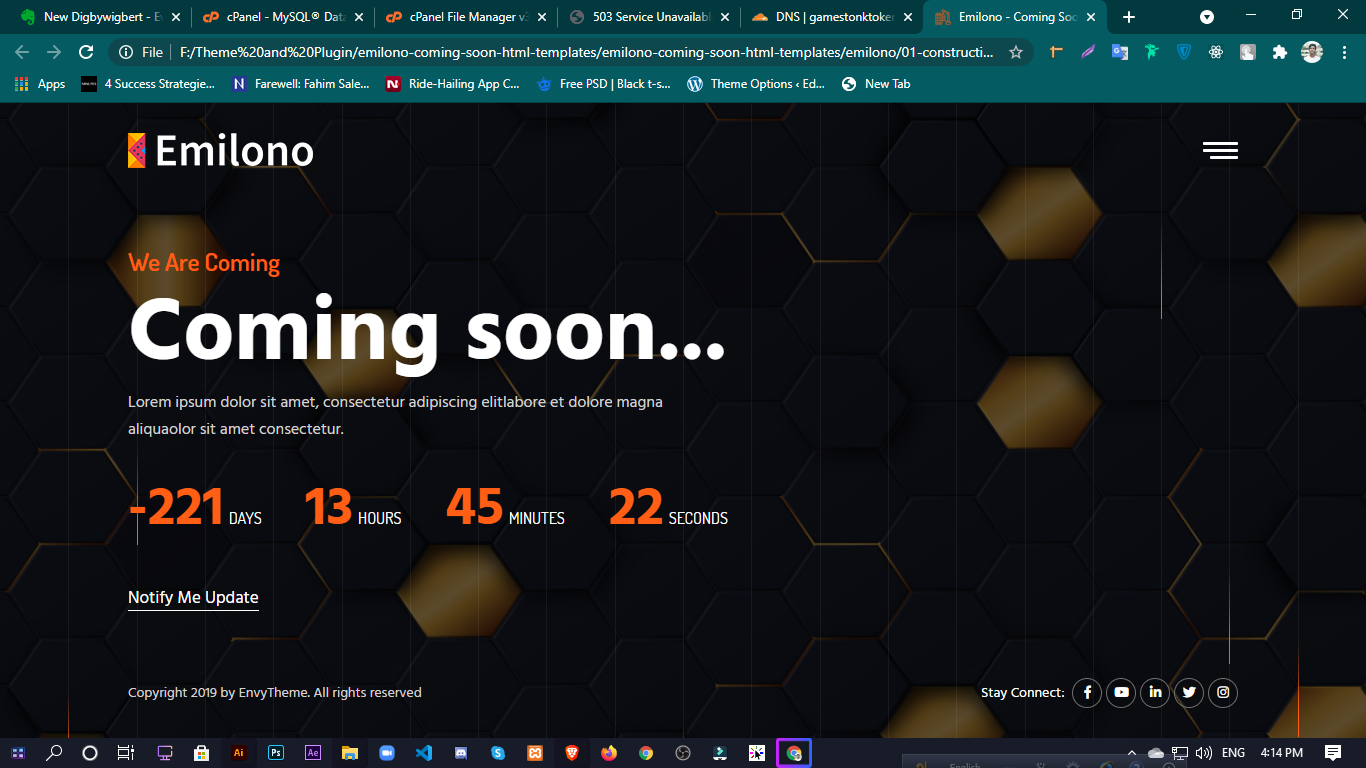 New Digbywigbert - Ev
cPanel - MySQL® Data
cPanel File Manager v3
503 Service Unavailabl
DNS | gamestonktoken
Emilono - Coming Soo
File
F:/Theme%20and%20Plugin/emilono-coming-soon-html-templates/emilono-coming-soon-html-templates/emilono/01-constructi...
Apps
4 Success Strategie...
Farewell: Fahim Sale...
Ride-Hailing App C...
Free PSD | Black t-s...
Theme Options ‹ Ed...
New Tab
Emilono
We Are Coming
Coming soon...
Lorem ipsum dolor sit amet, consectetur adipiscing elitlabore et dolore magna
aliquaolor sit amet consectetur.
-221 DAYS 13 HOURS 45 MINUTES 22 SECONDS
Notify Me Update
Copyright 2019 by EnvyTheme. All rights reserved
Stay Connect:
ENG
4:14 PM
English